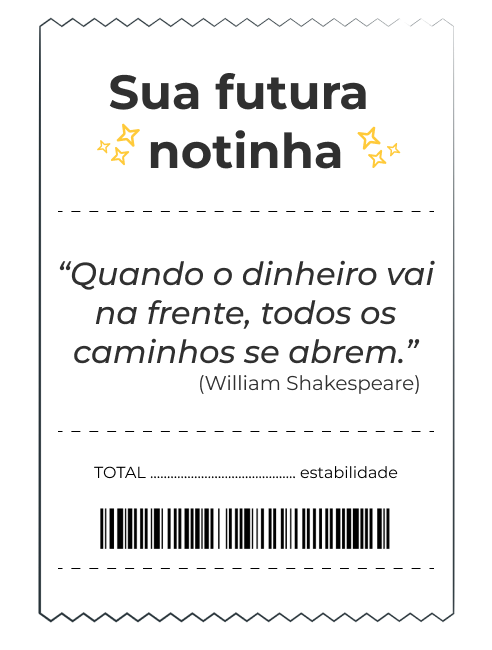 Sua futura
notinha
“Quando o dinheiro vai
na frente, todos os
caminhos se abrem.”
(William Shakespeare)
TOTAL ........................................... estabilidade